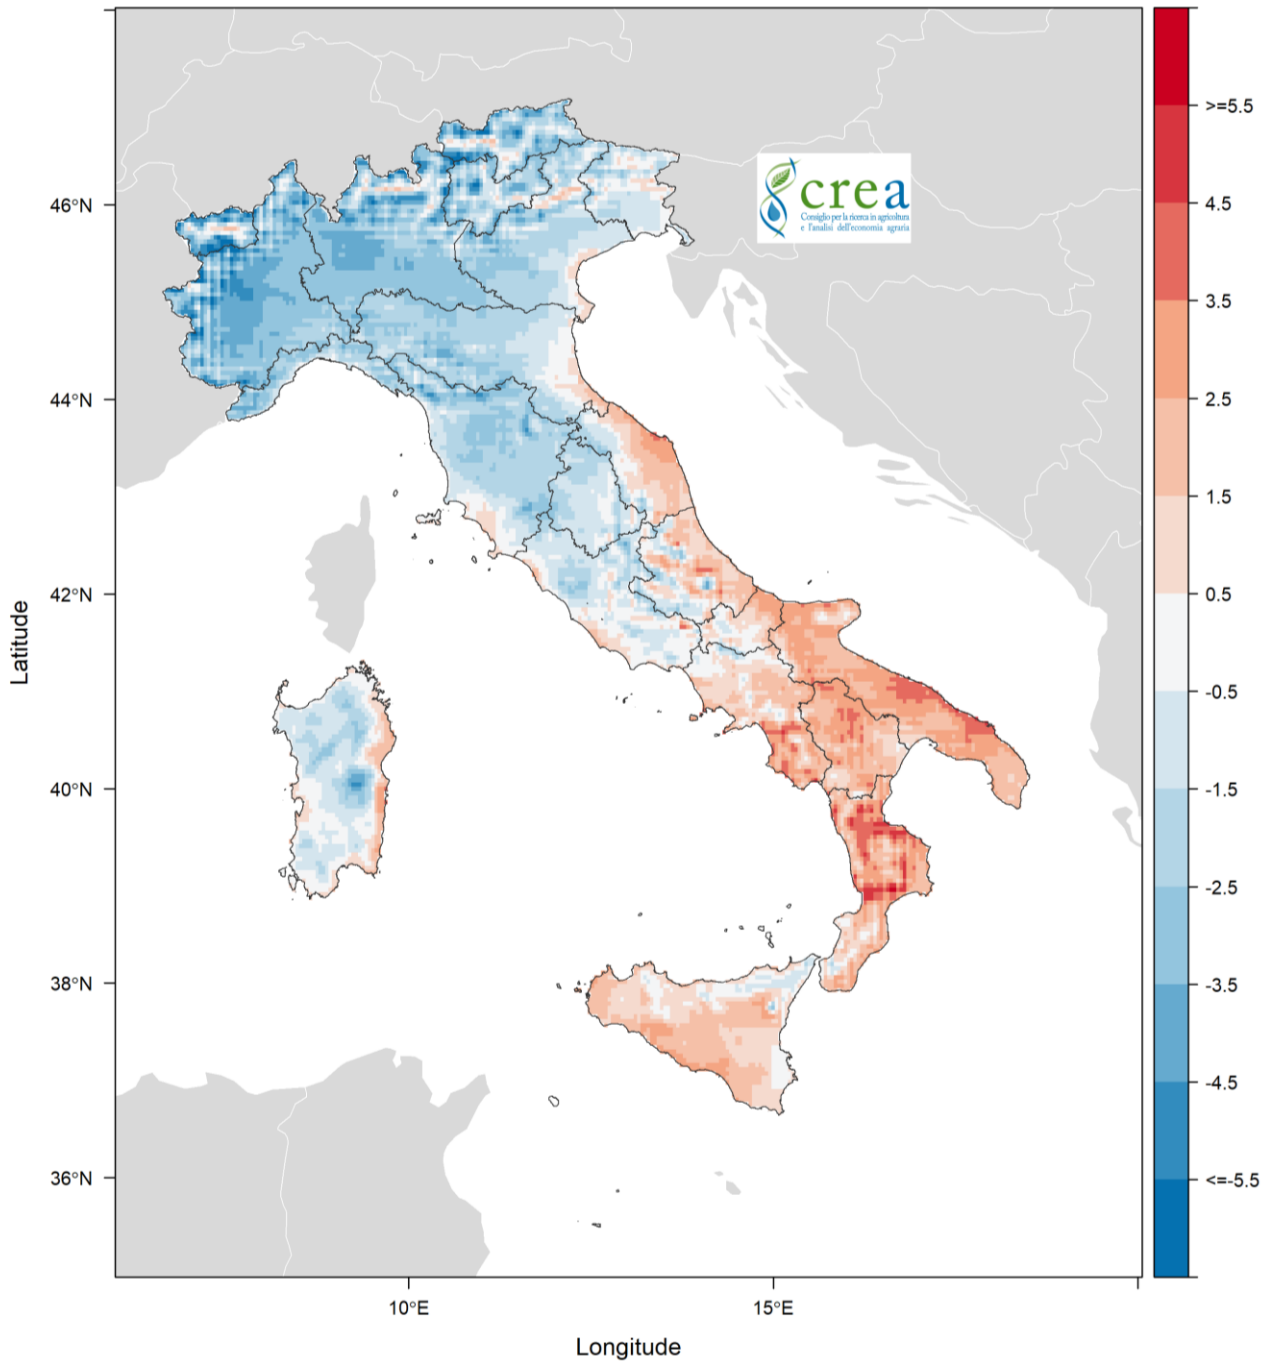 crea
Consiglio per la ricerca in agricoltura
e l'analisi dell'economia agraria
>=5.5
4.5
3.5
2.5
1.5
0.5
-0.5
-1.5
-2.5
-3.5
-4.5
<=-5.5
46°N
44°N
42°N
40°N
38°N
36°N
Latitude
10°E
15°E
Longitude